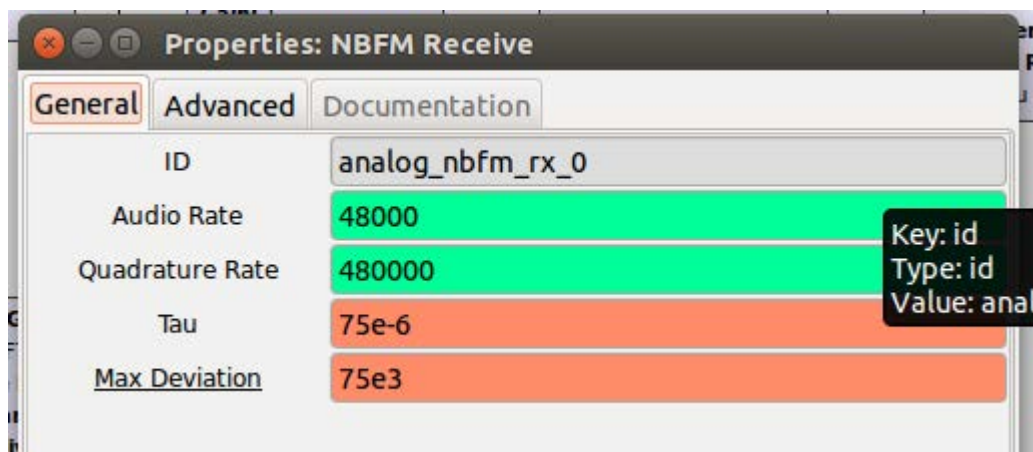 Properties: NBFM Receive
General Advanced Documentation
ID analog_nbfm_rx_0
Audio Rate 48000
Quadrature Rate 480000
Tau 75e-6
Max Deviation 75e3
Key: id
Type: id
Value: anal